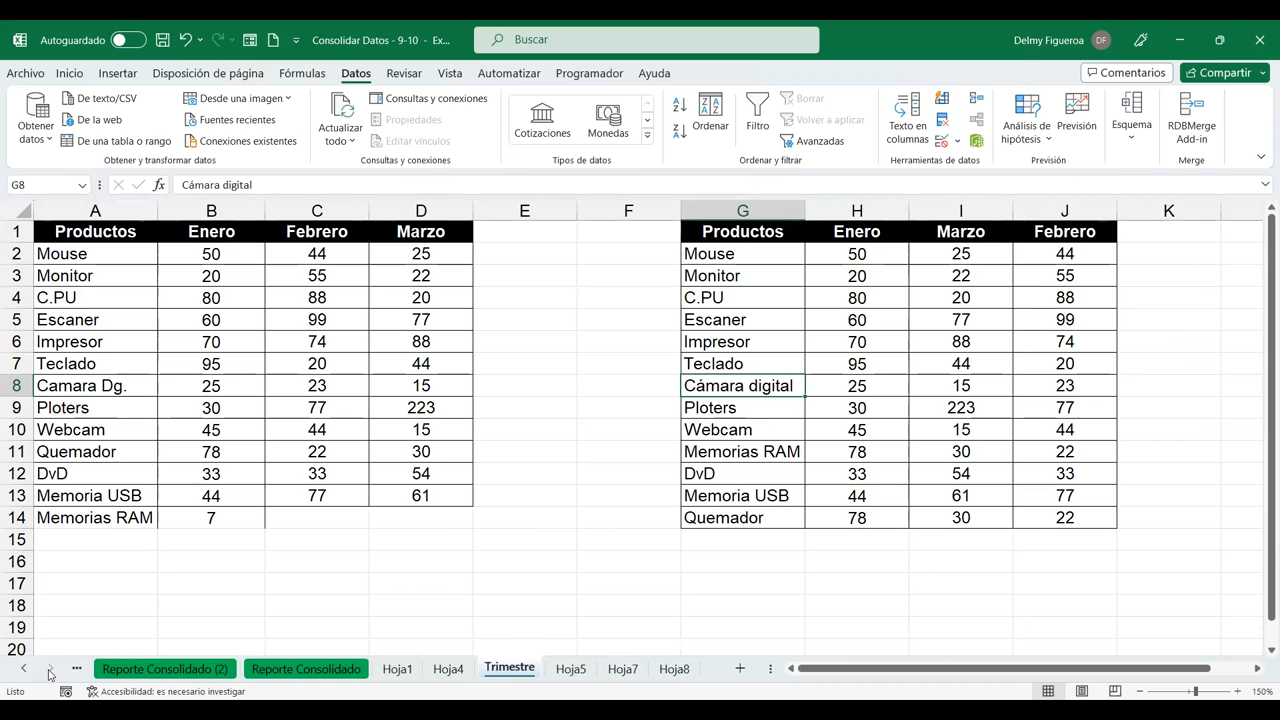 Autoguardado
Consolidar Datos - 9-10 - Ex...
Buscar
Delmy Figueroa DF
Archivo Inicio Insertar Disposición de página Fórmulas Datos Revisar Vista Automatizar Programador Ayuda Comentarios Compartir
Obtener datos
De texto/CSV
De la web
De una tabla o rango
Desde una imagen
Fuentes recientes
Conexiones existentes
Obtener y transformar datos
Actualizar todo
Consultas y conexiones
Propiedades
Editar vínculos
Consultas y conexiones
Cotizaciones
Monedas
Tipos de datos
Ordenar
Filtro
Borrar
Volver a aplicar
Avanzadas
Ordenar y filtrar
Texto en columnas
Herramientas de datos
Análisis de hipótesis
Previsión
Previsión
Esquema
RDBMerge Add-in
Merge
G8 fx Cámara digital
A B C D E F G H I J K
1 Productos Enero Febrero Marzo Productos Enero Marzo Febrero
2 Mouse 50 44 25 Mouse 50 25 44
3 Monitor 20 55 22 Monitor 20 22 55
4 C.PU 80 88 20 C.PU 80 20 88
5 Escaner 60 99 77 Escaner 60 77 99
6 Impresor 70 74 88 Impresor 70 88 74
7 Teclado 95 20 44 Teclado 95 44 20
8 Camara Dg. 25 23 15 Cámara digital 25 15 23
9 Ploters 30 77 223 Ploters 30 223 77
10 Webcam 45 44 15 Webcam 45 15 44
11 Quemador 78 22 30 Memorias RAM 78 30 22
12 DvD 33 33 54 DvD 33 54 33
13 Memoria USB 44 77 61 Memoria USB 44 61 77
14 Memorias RAM 7 Quemador 78 30 22
15
16
17
18
19
20
Reporte Consolidado (2) Reporte Consolidado Hoja1 Hoja4 Trimestre Hoja5 Hoja7 Hoja8
Listo Accesibilidad: es necesario investigar 150%